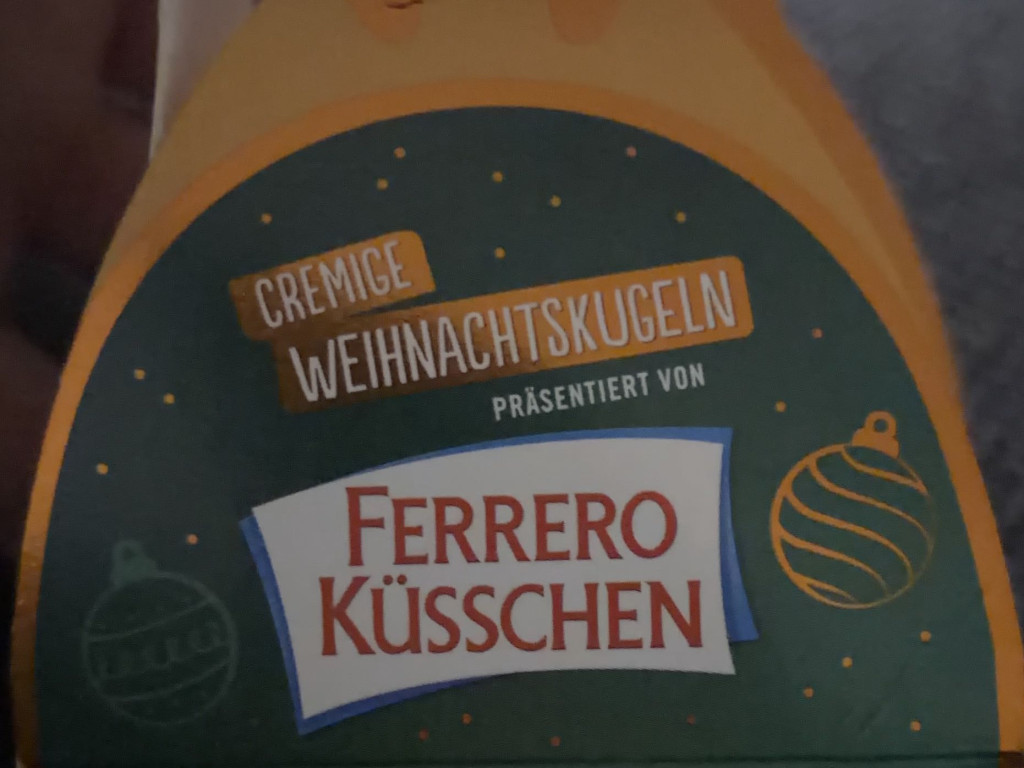 CREMIGE
WEIHNACHTSKUGELN
PRÄSENTIERT VON
FERRERO
KÜSSCHEN